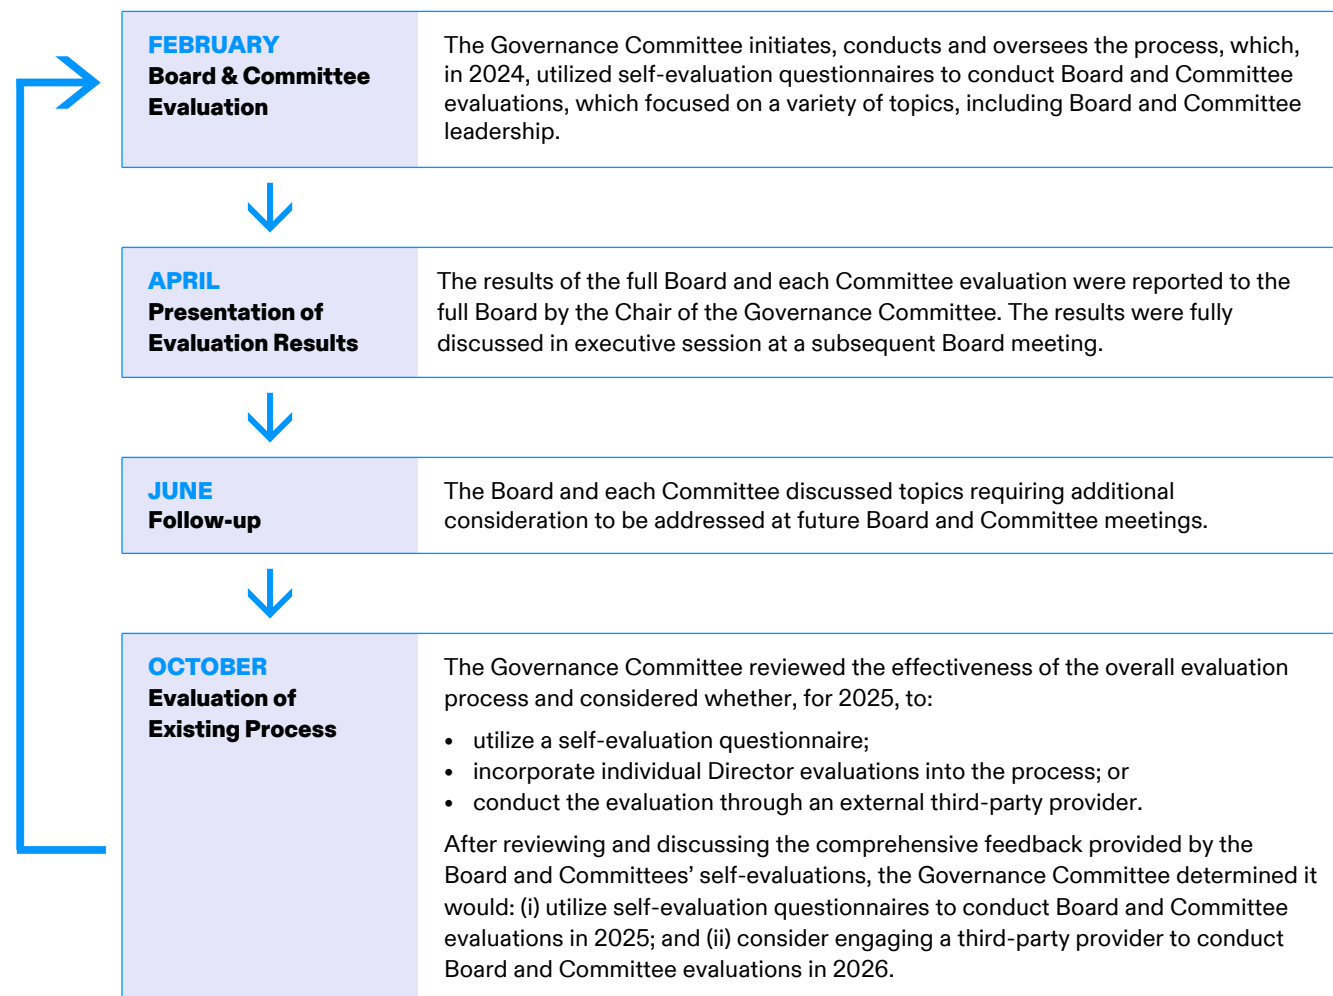 FEBRUARY
Board & Committee
Evaluation
The Governance Committee initiates, conducts and oversees the process, which,
in 2024, utilized self-evaluation questionnaires to conduct Board and Committee
evaluations, which focused on a variety of topics, including Board and Committee
leadership.
APRIL
Presentation of
Evaluation Results
The results of the full Board and each Committee evaluation were reported to the
full Board by the Chair of the Governance Committee. The results were fully
discussed in executive session at a subsequent Board meeting.
JUNE
Follow-up
The Board and each Committee discussed topics requiring additional
consideration to be addressed at future Board and Committee meetings.
OCTOBER
Evaluation of
Existing Process
The Governance Committee reviewed the effectiveness of the overall evaluation
process and considered whether, for 2025, to:
• utilize a self-evaluation questionnaire;
• incorporate individual Director evaluations into the process; or
• conduct the evaluation through an external third-party provider.
After reviewing and discussing the comprehensive feedback provided by the
Board and Committees’ self-evaluations, the Governance Committee determined it
would: (i) utilize self-evaluation questionnaires to conduct Board and Committee
evaluations in 2025; and (ii) consider engaging a third-party provider to conduct
Board and Committee evaluations in 2026.